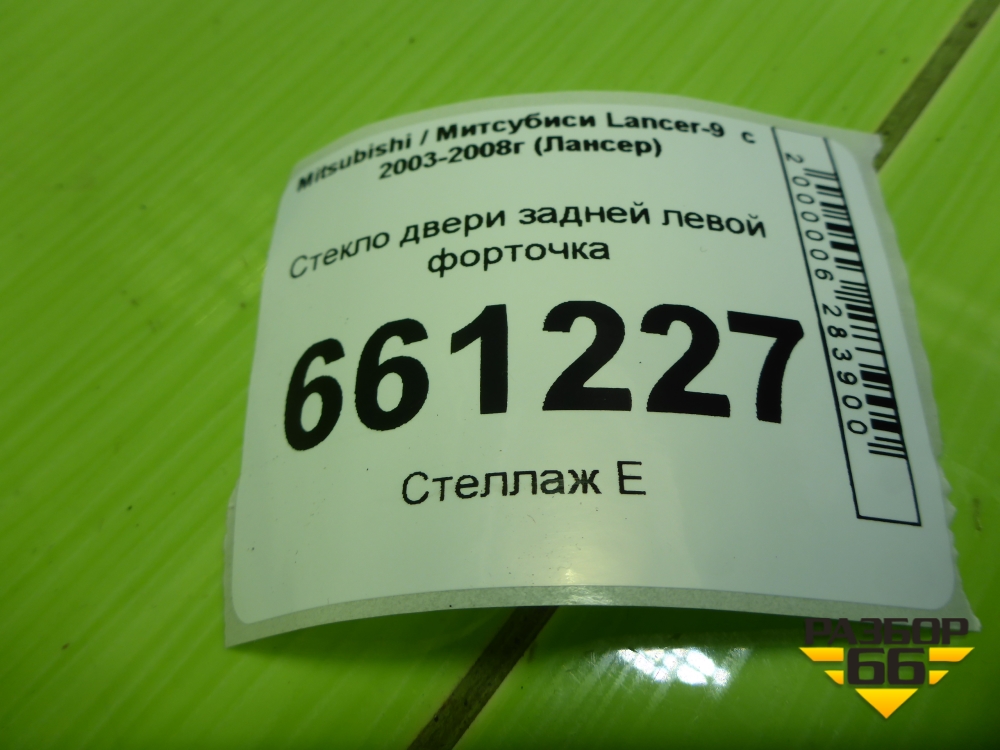 Mitsubishi / Митсубиси Lancer-9 с
2003-2008г (Лансер)
Стекло двери задней левой
форточка
661227
Стеллаж Е
2000006283900
РАЗБОР
66